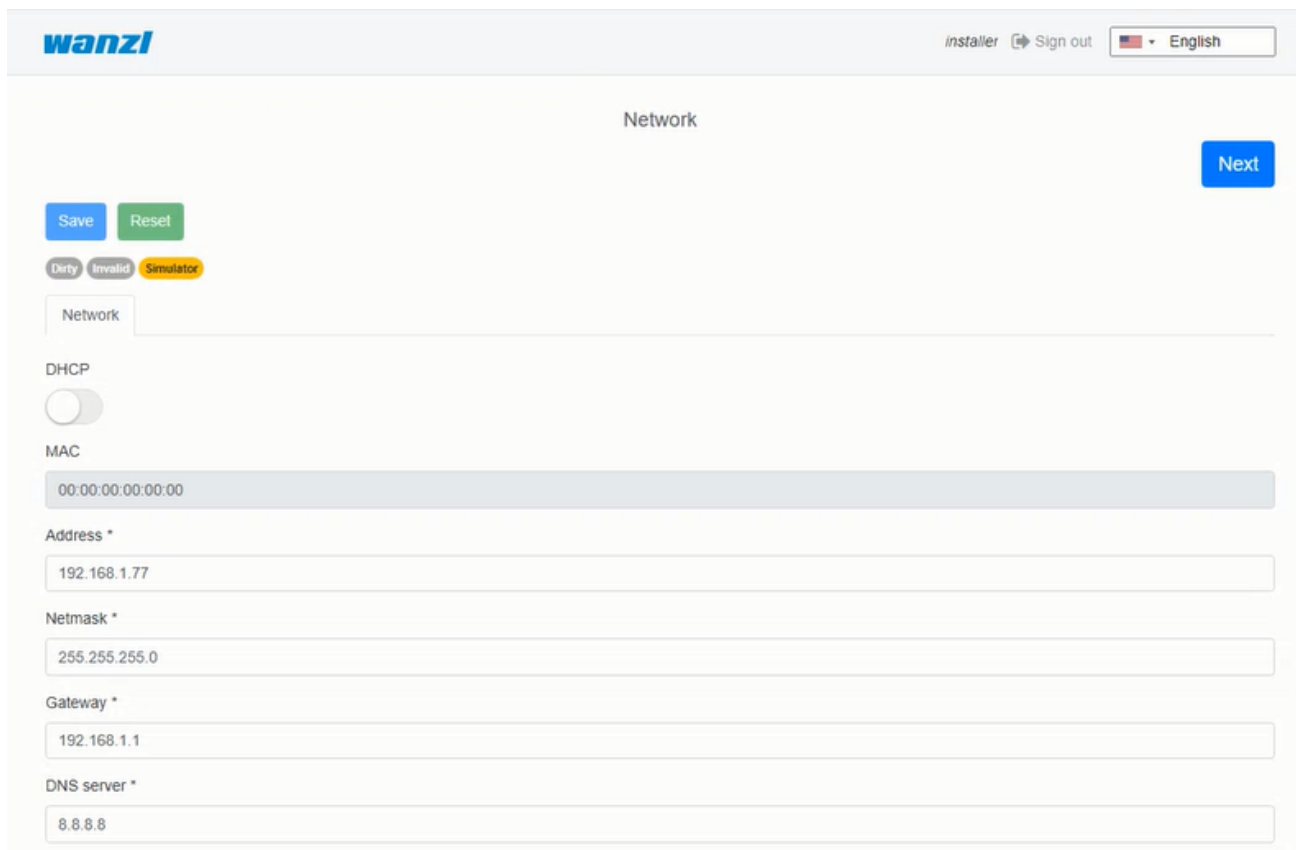 wanzl
installer Sign out English
Network
Next
Save Reset
Dirty Invalid Simulator
Network
DHCP
MAC
00:00:00:00:00:00
Address *
192.168.1.77
Netmask *
255.255.255.0
Gateway *
192.168.1.1
DNS server *
8.8.8.8